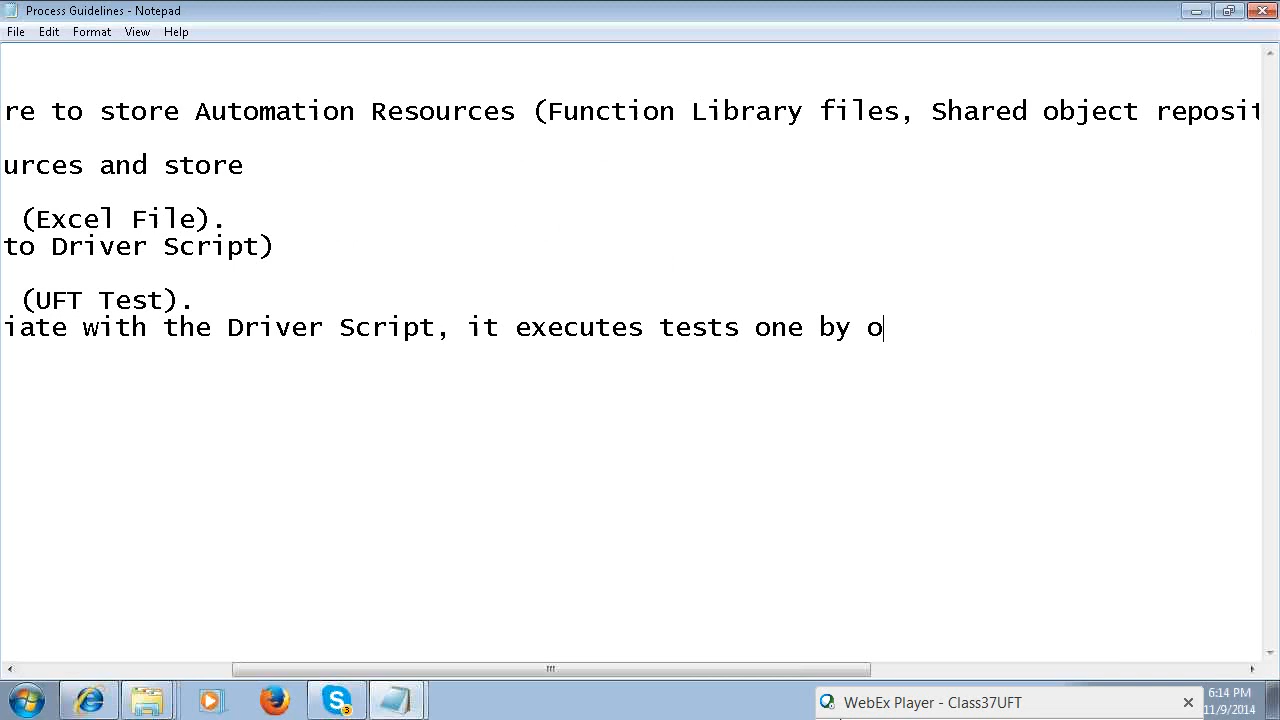 Process Guidelines - Notepad
File Edit Format View Help
re to store Automation Resources (Function Library files, Shared object reposit
urces and store
(Excel File).
to Driver Script)
(UFT Test).
iate with the Driver Script, it executes tests one by o
WebEx Player - Class37UFT
3
6:14 PM
11/9/2014